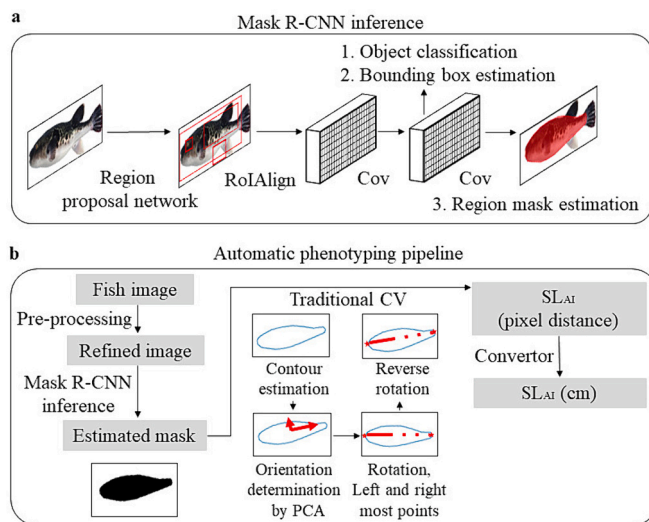 a
Mask R-CNN inference
1. Object classification
2. Bounding box estimation
Region
proposal network
RoIAlign
Cov
Cov
3. Region mask estimation
b
Automatic phenotyping pipeline
Fish image
Pre-processing
Refined image
Mask R-CNN
inference
Estimated mask
Traditional CV
Contour
estimation
Reverse
rotation
Orientation
determination
by PCA
Rotation,
Left and right
most points
SLAI
(pixel distance)
Convertor
SLAI (cm)